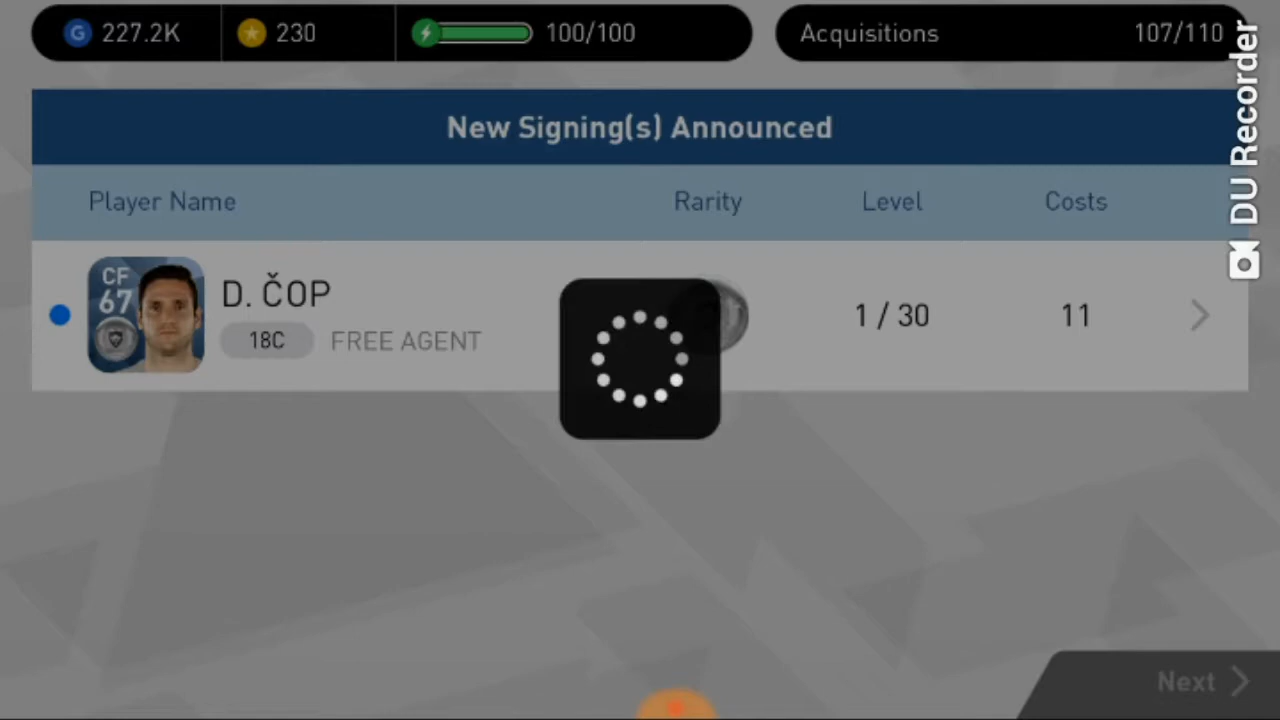 227.2K 230 100/100 Acquisitions 107/110
New Signing(s) Announced
Player Name Rarity Level Costs
CF
67
D. ČOP
18C FREE AGENT
1 / 30
11
Next
DU Recorder